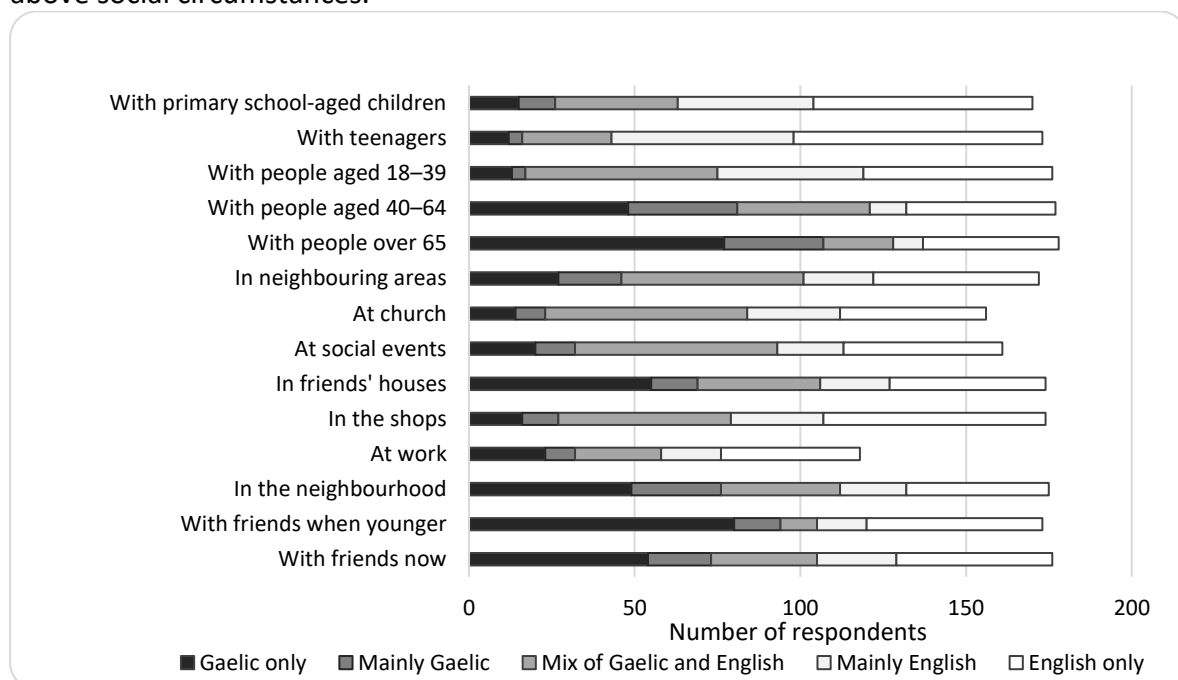 above social circumstances.
With primary school-aged children
With teenagers
With people aged 18–39
With people aged 40–64
With people over 65
In neighbouring areas
At church
At social events
In friends' houses
In the shops
At work
In the neighbourhood
With friends when younger
With friends now
0 50 100 150 200
Number of respondents
Gaelic only Mainly Gaelic Mix of Gaelic and English Mainly English English only